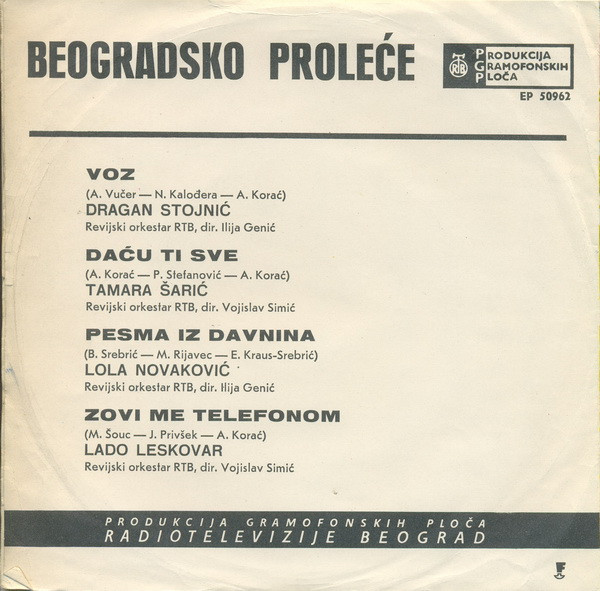 BEOGRADSKO PROLEĆE
RTB
PGP
PRODUKCIJA
GRAMOFONSKIH
PLOČA
EP 50962
VOZ
(A. Vučer — N. Kalođera — A. Korać)
DRAGAN STOJNIĆ
Revijski orkestar RTB, dir. Ilija Genić
DAĆU TI SVE
(A. Korać — P. Stefanović — A. Korać)
TAMARA ŠARIĆ
Revijski orkestar RTB, dir. Vojislav Simić
PESMA IZ DAVNINA
(B. Srebrić — M. Rijavec — E. Kraus-Srebrić)
LOLA NOVAKOVIĆ
Revijski orkestar RTB, dir. Ilija Genić
ZOVI ME TELEFONOM
(M. Šouc — J. Privšek — A. Korać)
LADO LESKOVAR
Revijski orkestar RTB, dir. Vojislav Simić
PRODUKCIJA GRAMOFONSKIH PLOČA
RADIOTELEVIZIJE BEOGRAD
F